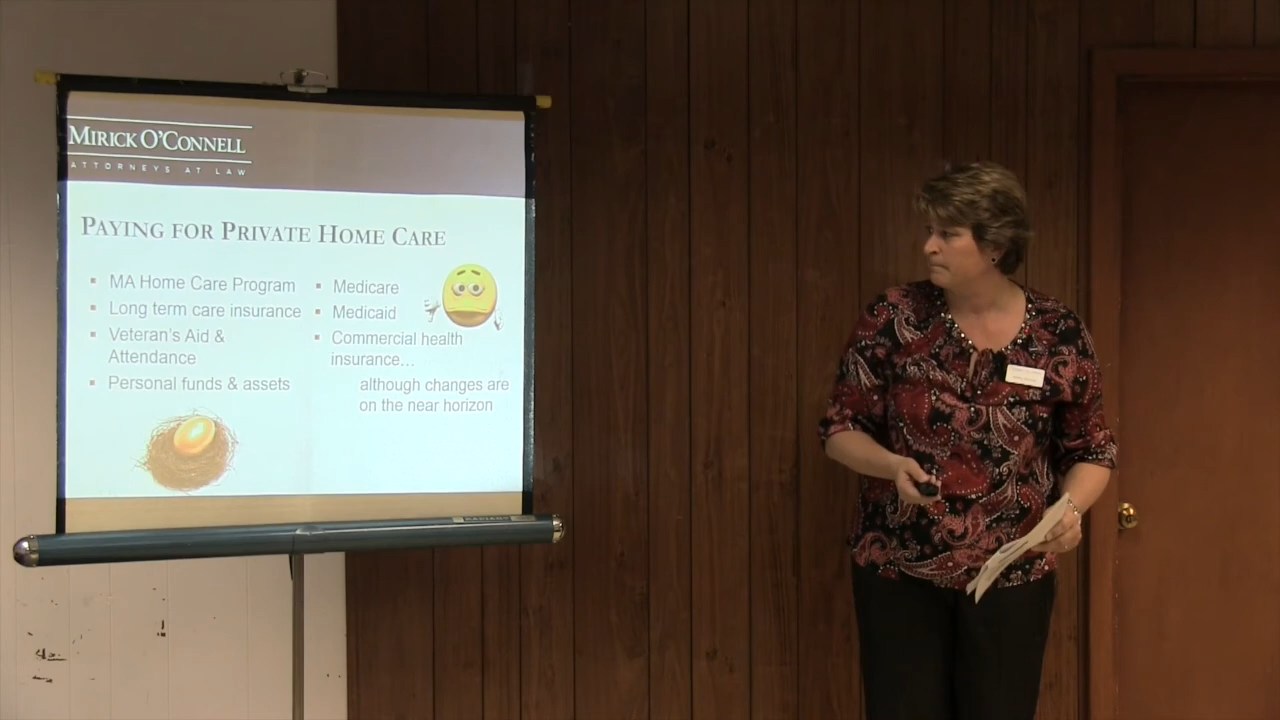 MIRICK O'CONNELL
ATTORNEYS AT LAW
PAYING FOR PRIVATE HOME CARE
▪ MA Home Care Program
▪ Long term care insurance
▪ Veteran's Aid &
Attendance
▪ Personal funds & assets
▪ Medicare
▪ Medicaid
▪ Commercial health
insurance...
although changes are
on the near horizon